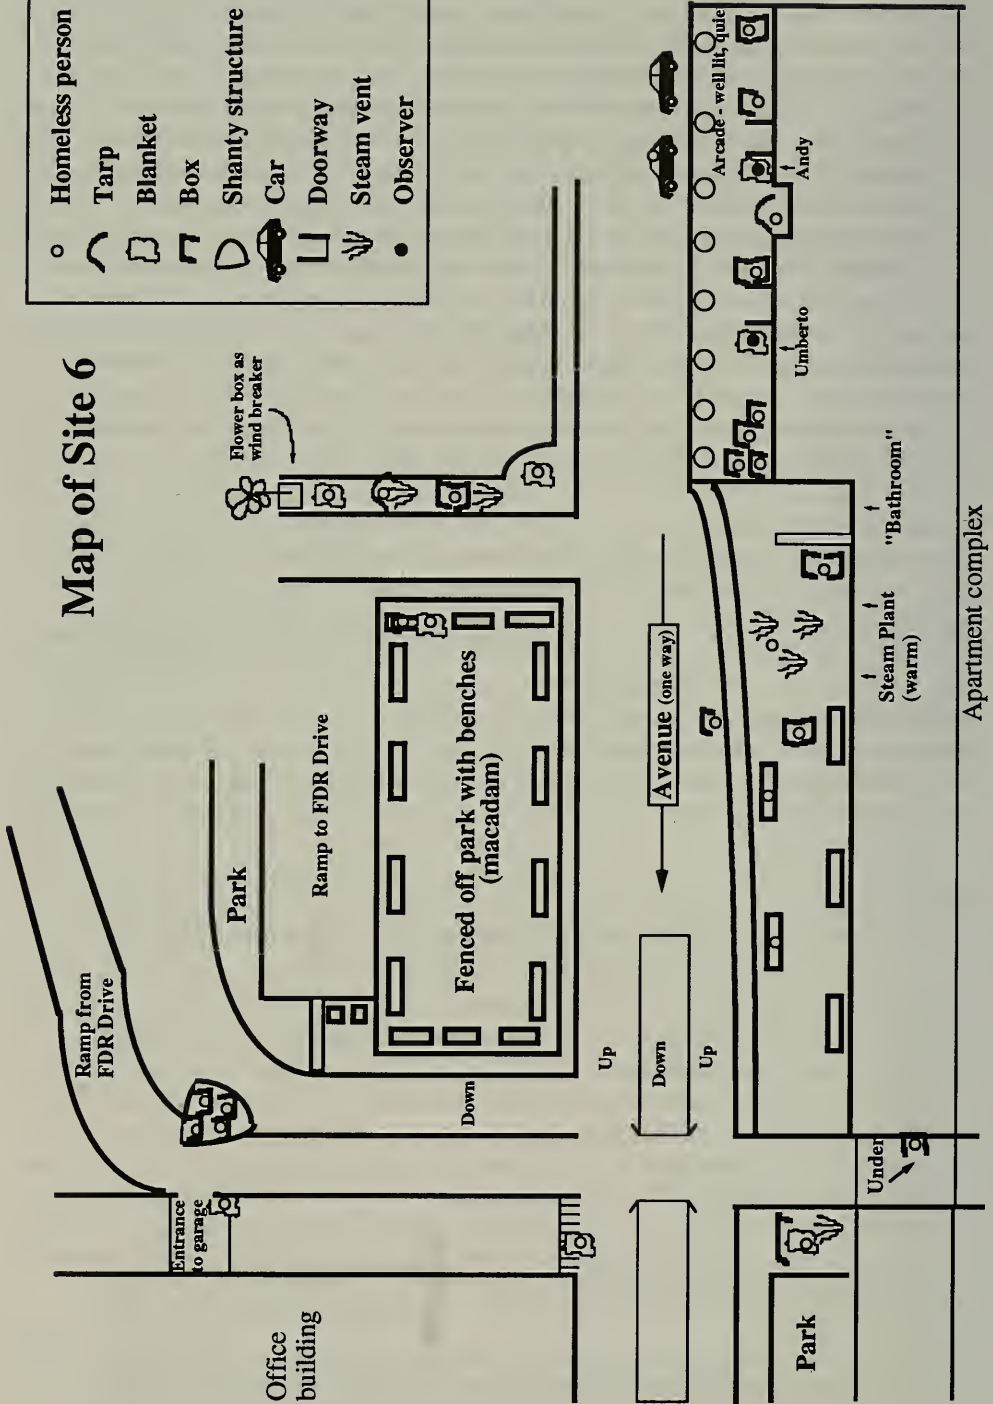 Map of Site 6
Homeless person
Tarp
Blanket
Box
Shanty structure
Car
Doorway
Steam vent
Observer
Flower box as
wind breaker
Ramp from
FDR Drive
Park
Ramp to FDR Drive
Fenced off park with benches
(macadam)
Entrance
to garage
Office
building
Down
Up
Down
Up
Avenue (one way)
Arcade - well lit, quie
Andy
Umberto
"Bathroom"
Steam Plant
(warm)
Under
Park
Apartment complex